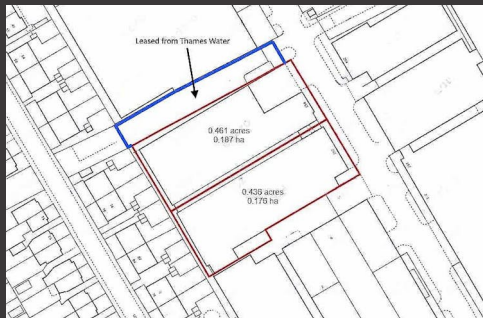 Leased from Thames Water
0.461 acres
0.187 ha
0.436 acres
0.176 ha